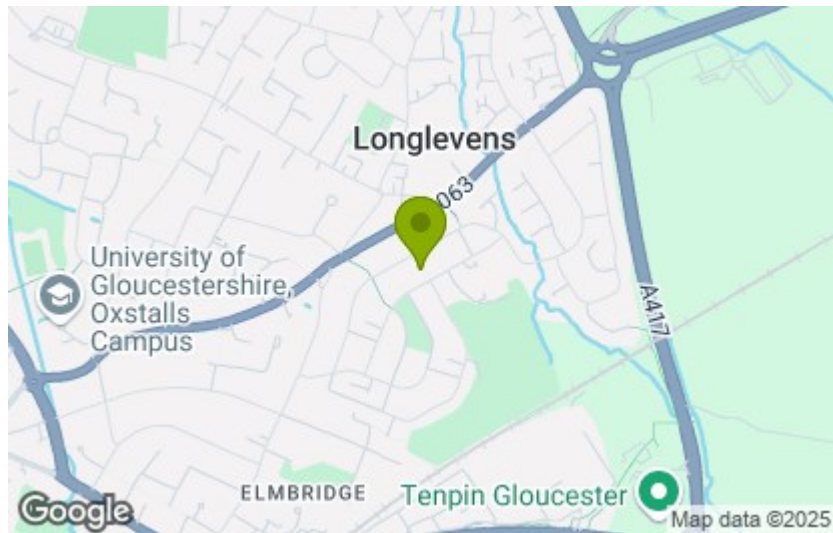 Longlevens
063
University of
Gloucestershire,
Oxstalls
Campus
A417
ELMBRIDGE
Tenpin Gloucester
Google
Map data ©2025